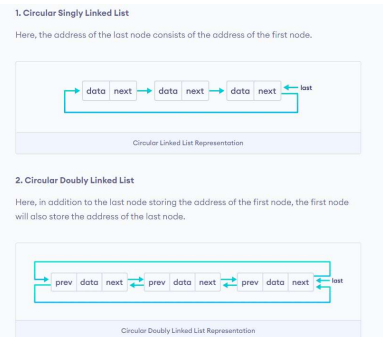 1. Circular Singly Linked List
Here, the address of the last node consists of the address of the first node.
data next data next data next last
Circular Linked List Representation
2. Circular Doubly Linked List
Here, in addition to the last node storing the address of the first node, the first node
will also store the address of the last node.
prev data next prev data next prev data next last
Circular Doubly Linked List Representation